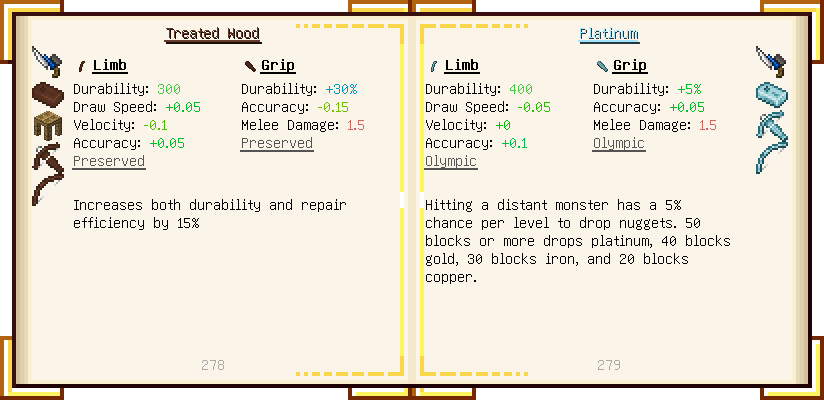 Treated Wood
Limb
Durability: 300
Draw Speed: +0.05
Velocity: -0.1
Accuracy: +0.05
Preserved
Grip
Durability: +30%
Accuracy: -0.15
Melee Damage: 1.5
Preserved
Increases both durability and repair
efficiency by 15%
278
Platinum
Limb
Durability: 400
Draw Speed: -0.05
Velocity: +0
Accuracy: +0.1
Olympic
Grip
Durability: +5%
Accuracy: +0.05
Melee Damage: 1.5
Olympic
Hitting a distant monster has a 5%
chance per level to drop nuggets. 50
blocks or more drops platinum, 40 blocks
gold, 30 blocks iron, and 20 blocks
copper.
279